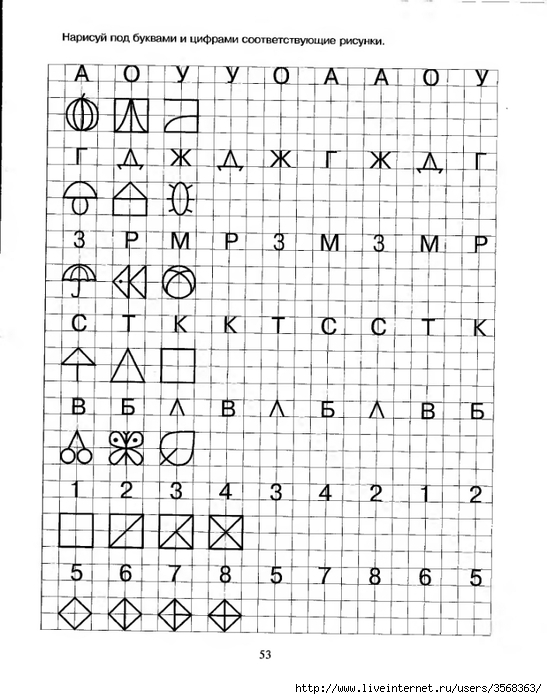 Нарисуй под буквами и цифрами соответствующие рисунки.
А О У У О А А О У
Г Д Ж Д Ж Г Ж Д Г
З Р М Р З М З М Р
С Т К К Т С С Т К
В Б Л В Л Б Л В Б
1 2 3 4 3 4 2 1 2
5 6 7 8 5 7 8 6 5
53
http://www.liveinternet.ru/users/3568363/